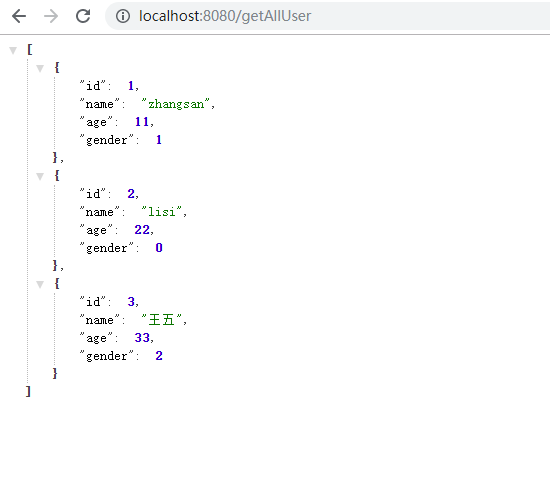 localhost:8080/getAllUser
[
{
"id": 1,
"name": "zhangsan",
"age": 11,
"gender": 1
},
{
"id": 2,
"name": "lisi",
"age": 22,
"gender": 0
},
{
"id": 3,
"name": "王五",
"age": 33,
"gender": 2
}
]